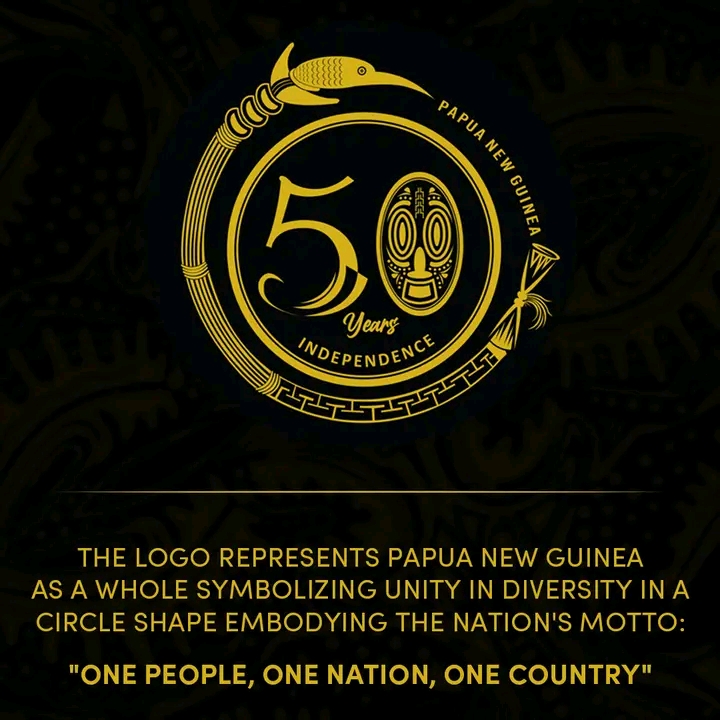 PAPUA NEW GUINEA
50
Years
INDEPENDENCE
THE LOGO REPRESENTS PAPUA NEW GUINEA
AS A WHOLE SYMBOLIZING UNITY IN DIVERSITY IN A
CIRCLE SHAPE EMBODYING THE NATION'S MOTTO:
"ONE PEOPLE, ONE NATION, ONE COUNTRY"